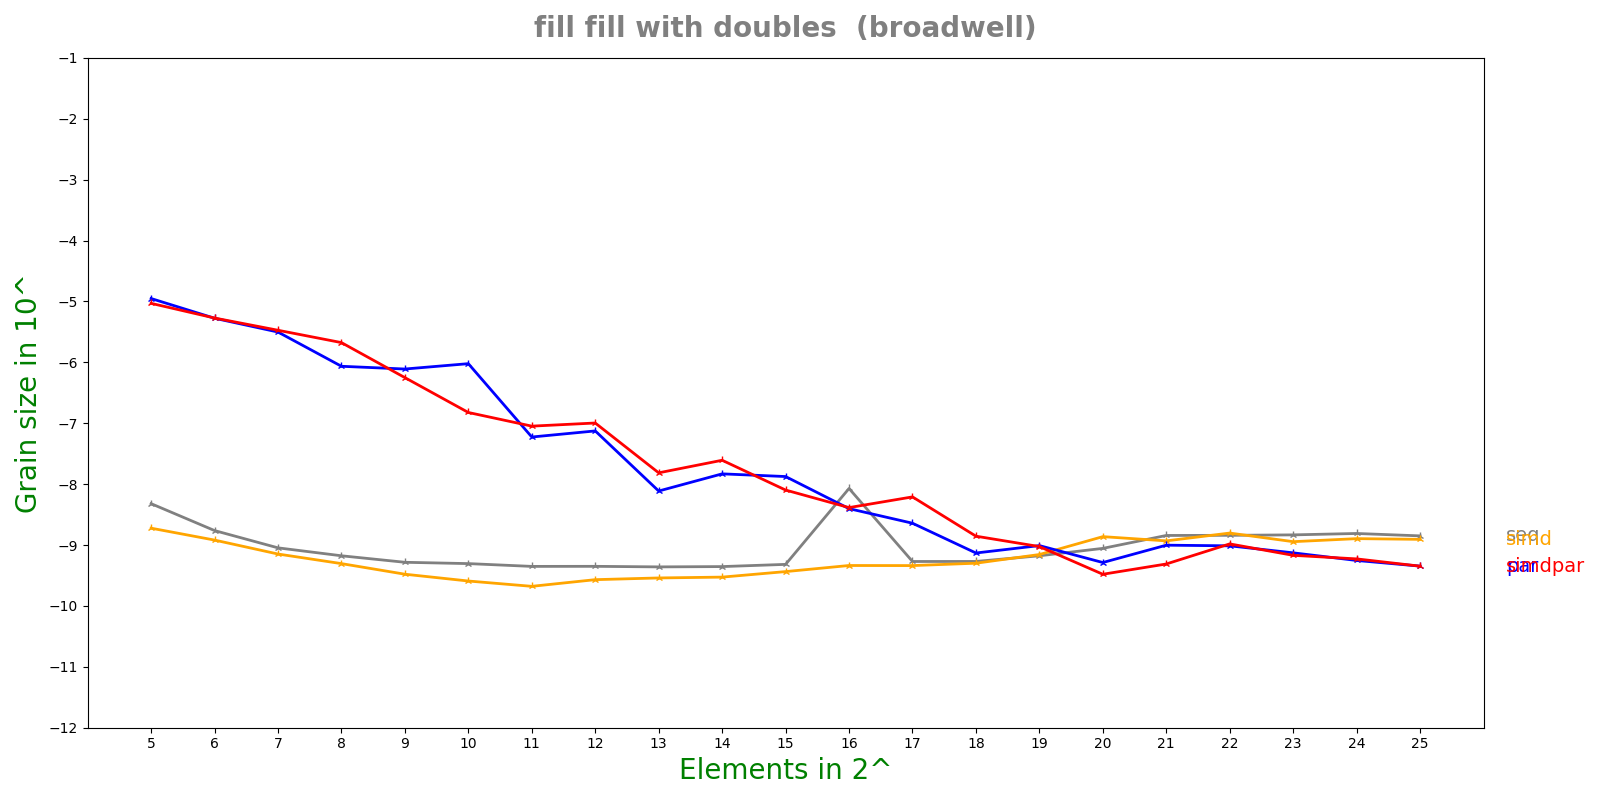 fill fill with doubles  (broadwell)
Grain size in 10^
−1
−2
−3
−4
−5
−6
−7
−8
−9
−10
−11
−12
5 6 7 8 9 10 11 12 13 14 15 16 17 18 19 20 21 22 23 24 25
Elements in 2^
seq
simd
par
simdpar